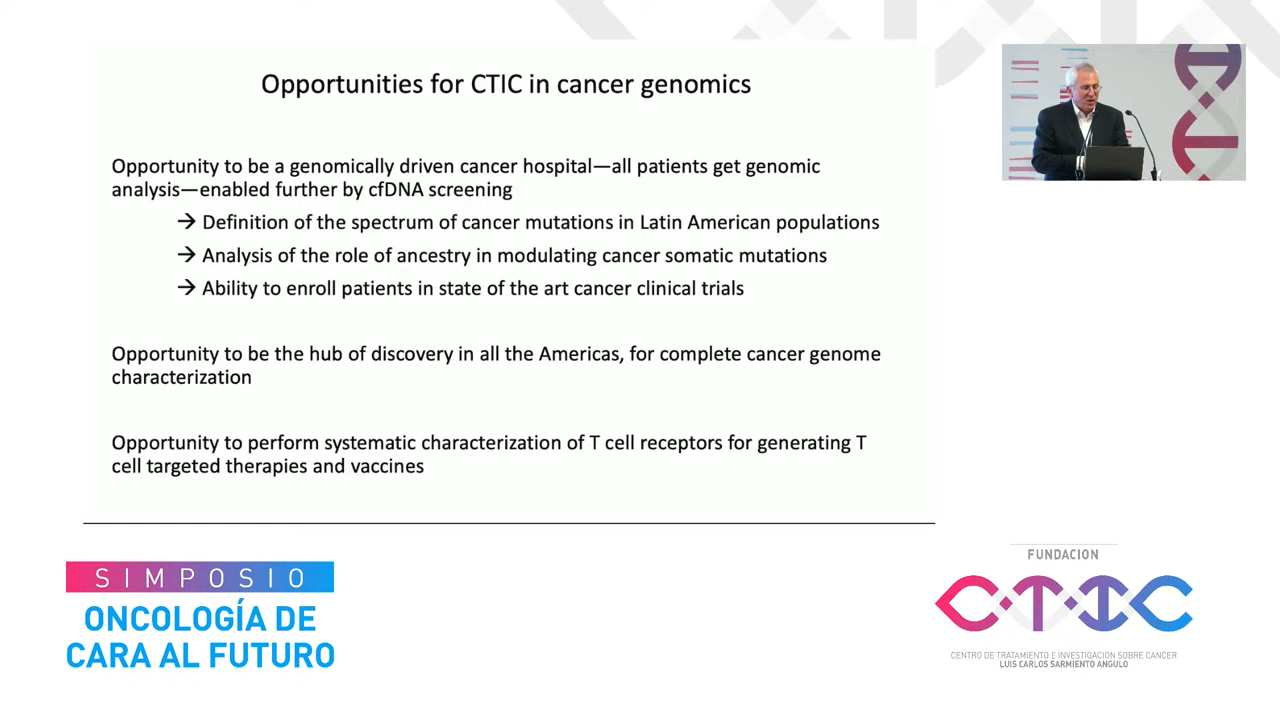 Opportunities for CTIC in cancer genomics
Opportunity to be a genomically driven cancer hospital—all patients get genomic
analysis—enabled further by cfDNA screening
→ Definition of the spectrum of cancer mutations in Latin American populations
→ Analysis of the role of ancestry in modulating cancer somatic mutations
→ Ability to enroll patients in state of the art cancer clinical trials
Opportunity to be the hub of discovery in all the Americas, for complete cancer genome
characterization
Opportunity to perform systematic characterization of T cell receptors for generating T
cell targeted therapies and vaccines
SIMPOSIO
ONCOLOGÍA DE
CARA AL FUTURO
FUNDACION
C·T·I·C
CENTRO DE TRATAMIENTO E INVESTIGACION SOBRE CANCER
LUIS CARLOS SARMIENTO ANGULO